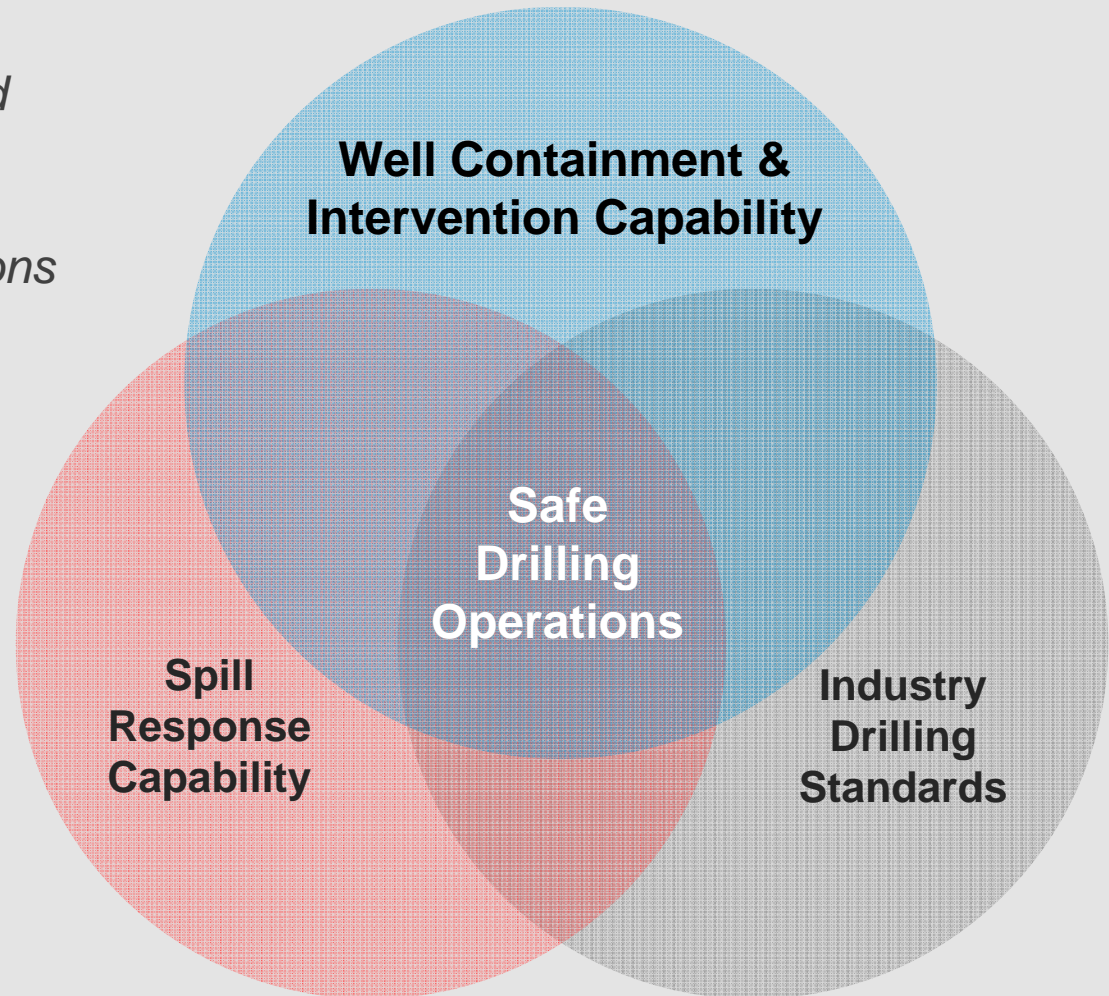 Well Containment &
Intervention Capability
Safe
Drilling
Operations
Spill
Response
Capability
Industry
Drilling
Standards